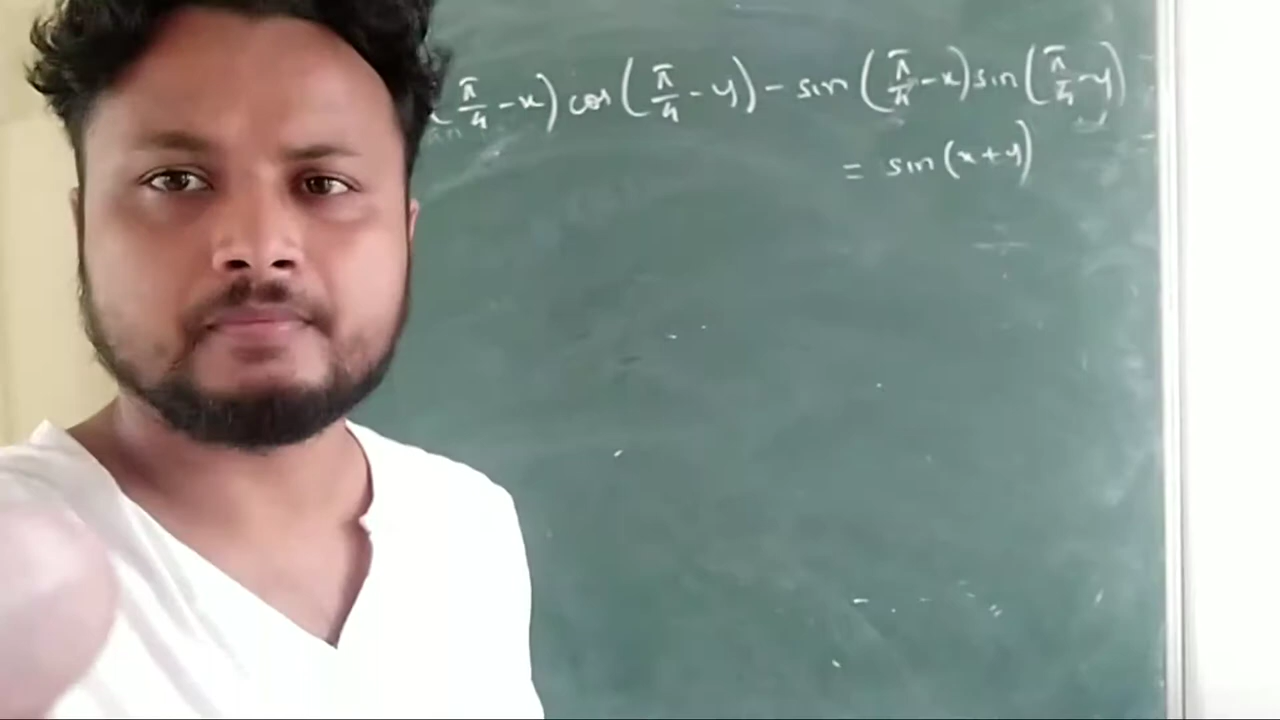 π/4 - x) cos(π/4 - y) - sin(π/4 - x) sin(π/4 - y)
= sin(x + y)